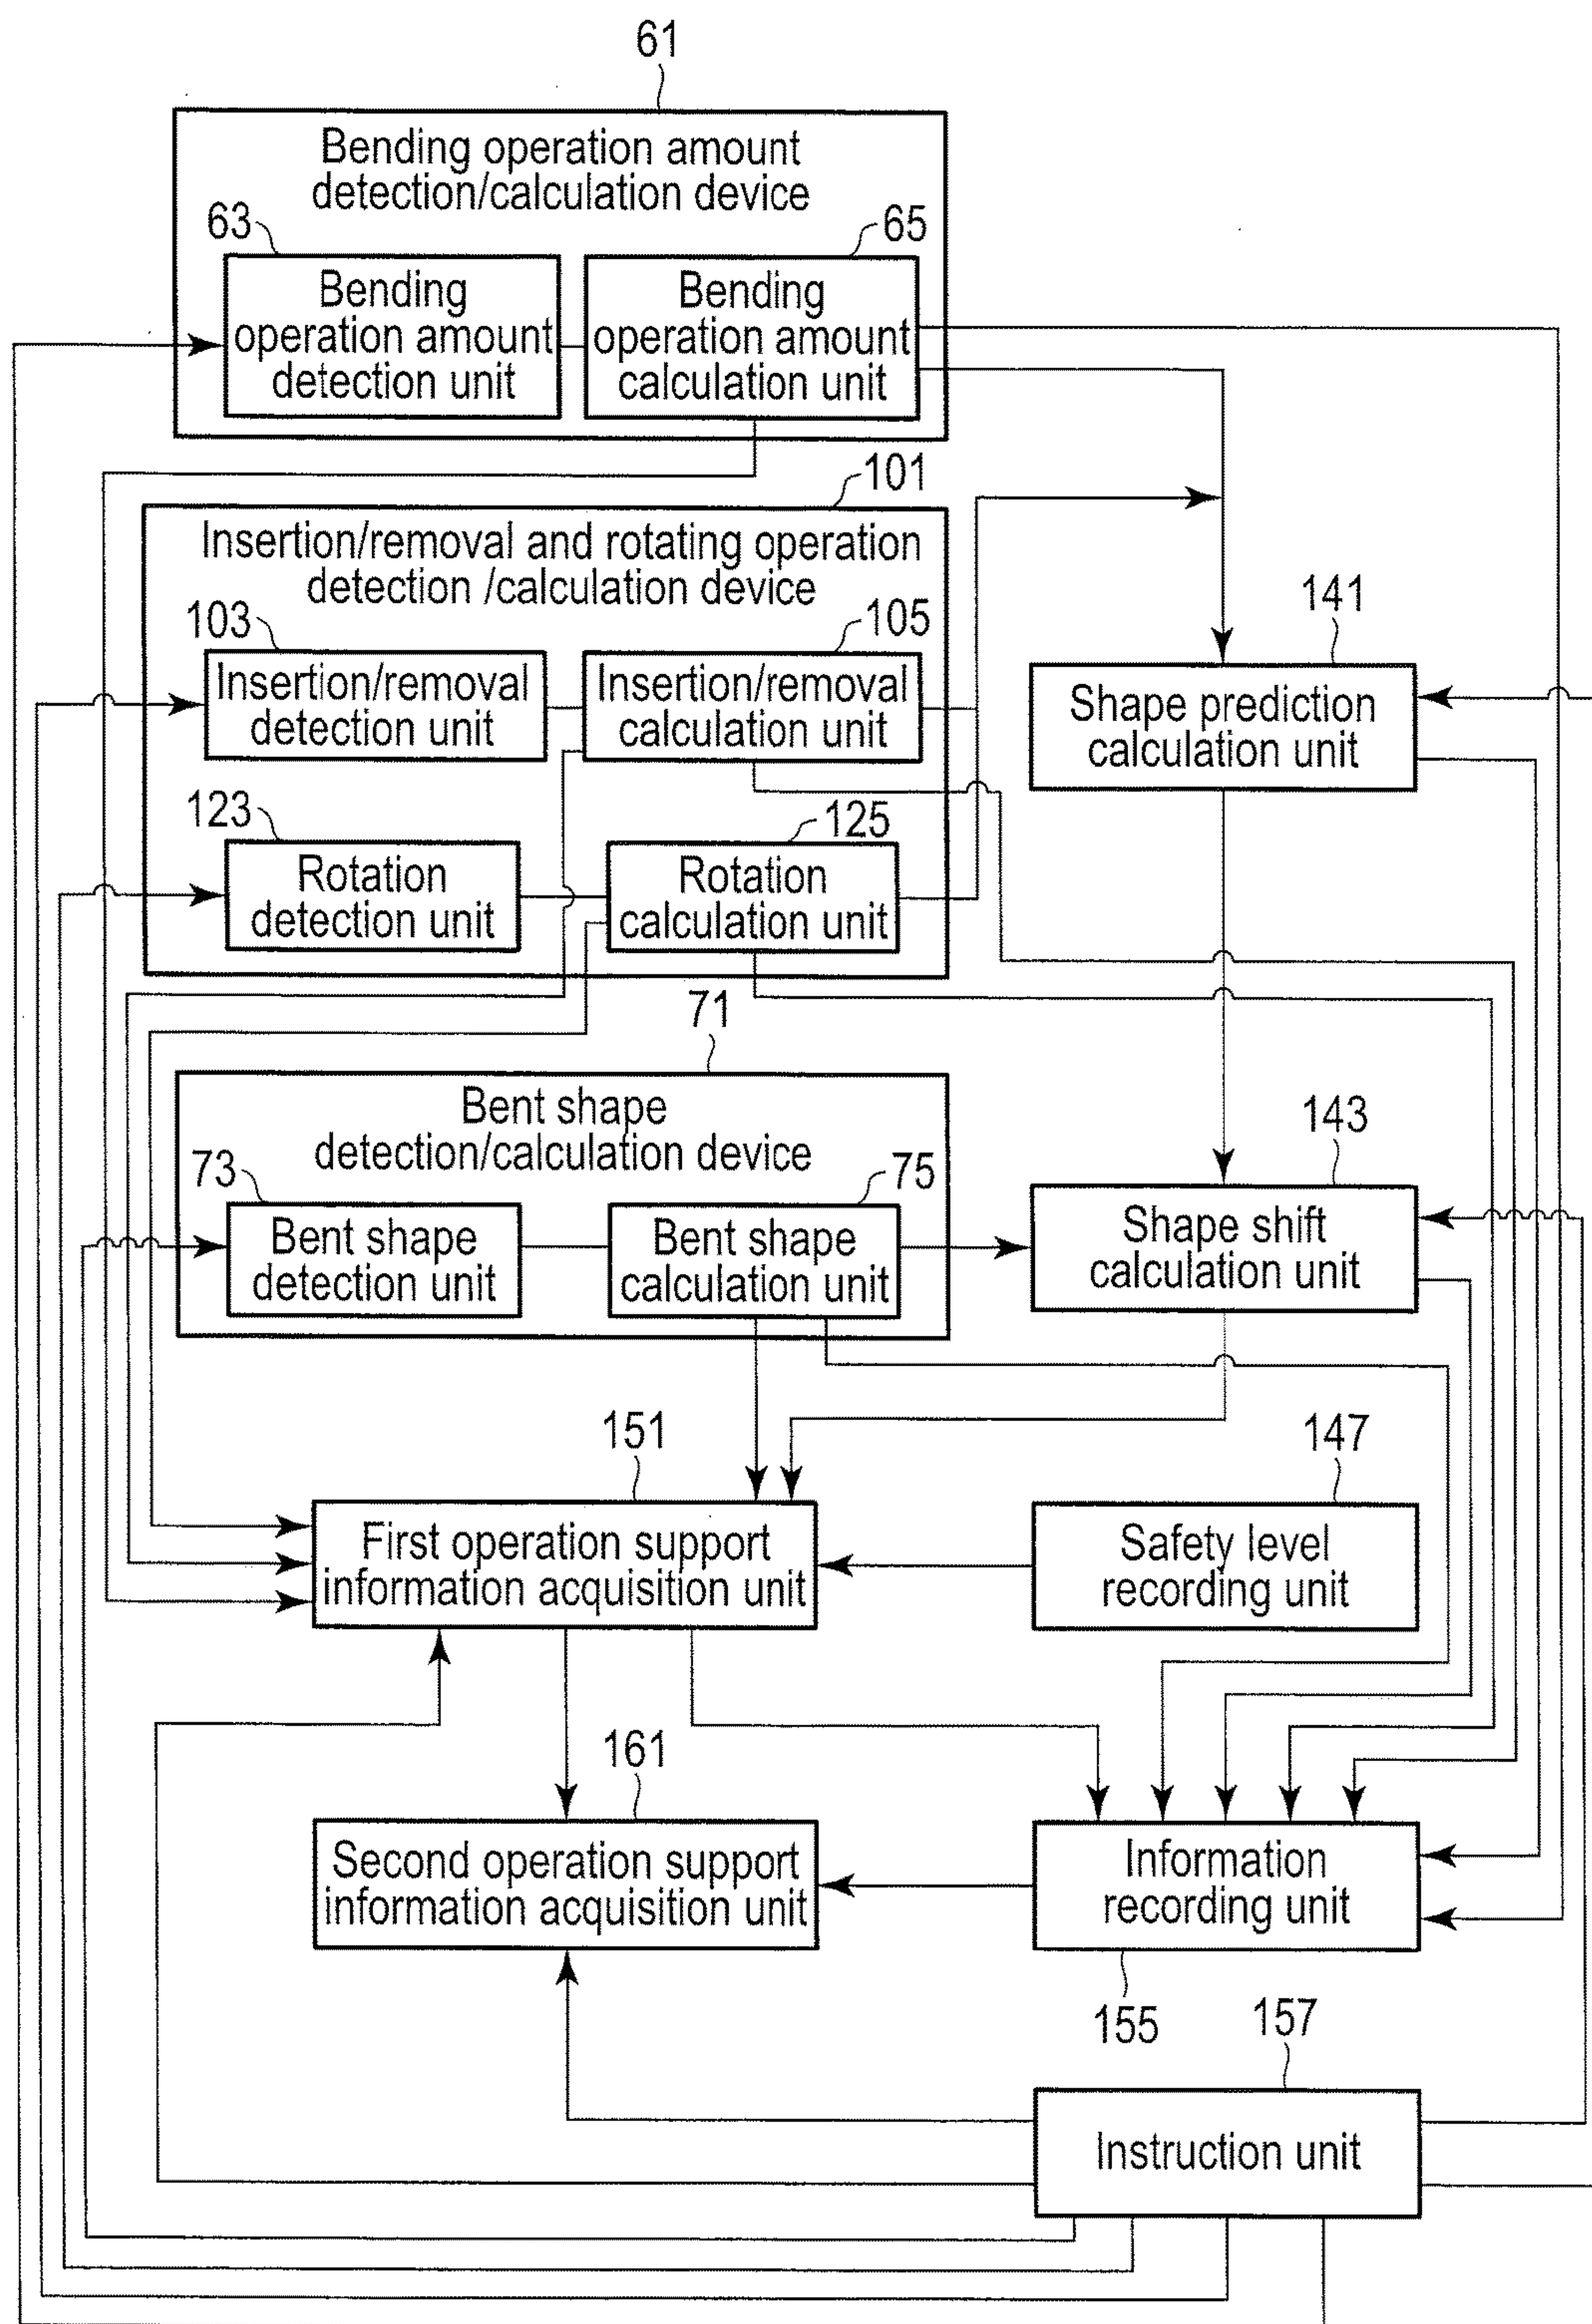 61
Bending operation amount
detection/calculation device
63
65
Bending
operation amount
detection unit
Bending
operation amount
calculation unit
101
Insertion/removal and rotating operation
detection /calculation device
103
105
141
Insertion/removal
detection unit
Insertion/removal
calculation unit
Shape prediction
calculation unit
123
125
Rotation
detection unit
Rotation
calculation unit
71
Bent shape
detection/calculation device
143
73
75
Bent shape
detection unit
Bent shape
calculation unit
Shape shift
calculation unit
151
147
First operation support
information acquisition unit
Safety level
recording unit
161
Second operation support
information acquisition unit
Information
recording unit
155
157
Instruction unit